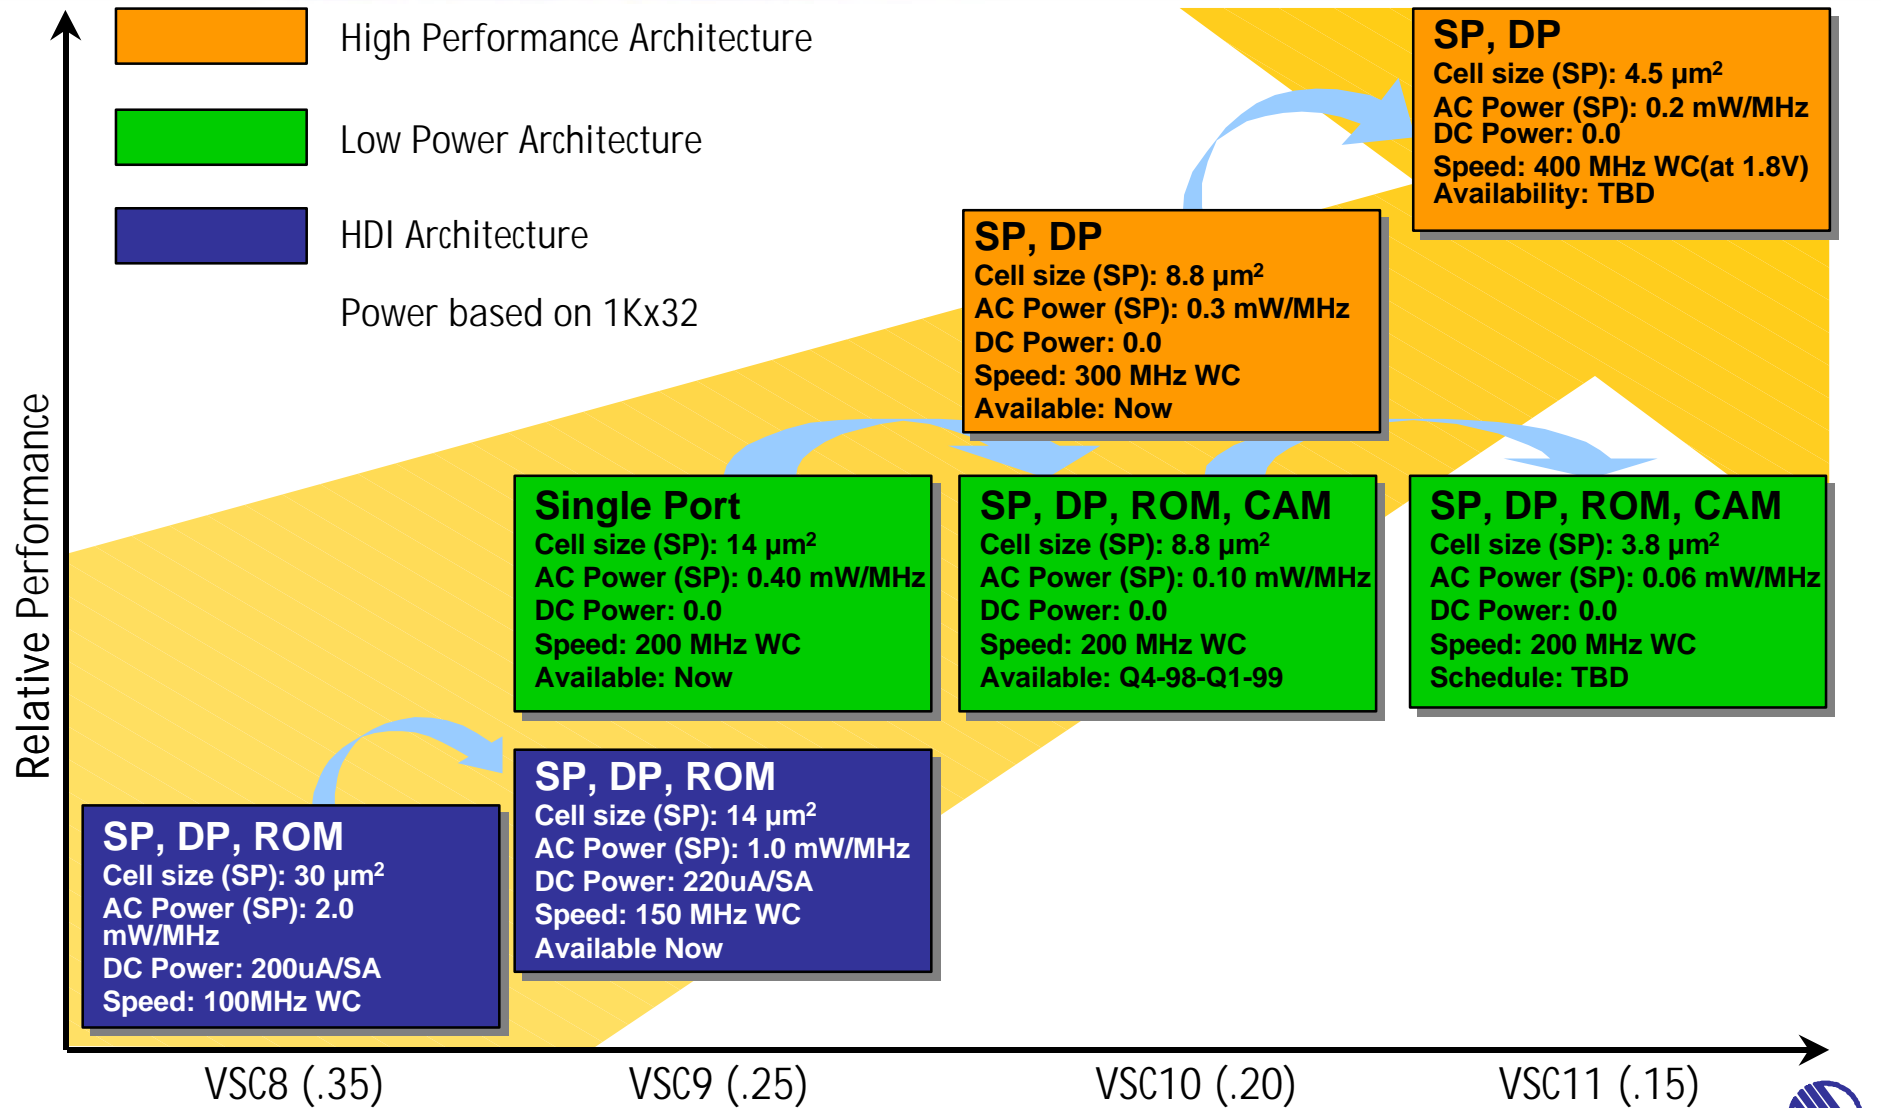 High Performance Architecture
Low Power Architecture
HDI Architecture
Power based on 1Kx32
Relative Performance
SP, DP
Cell size (SP): 4.5 µm²
AC Power (SP): 0.2 mW/MHz
DC Power: 0.0
Speed: 400 MHz WC(at 1.8V)
Availability: TBD
SP, DP
Cell size (SP): 8.8 µm²
AC Power (SP): 0.3 mW/MHz
DC Power: 0.0
Speed: 300 MHz WC
Available: Now
Single Port
Cell size (SP): 14 µm²
AC Power (SP): 0.40 mW/MHz
DC Power: 0.0
Speed: 200 MHz WC
Available: Now
SP, DP, ROM, CAM
Cell size (SP): 8.8 µm²
AC Power (SP): 0.10 mW/MHz
DC Power: 0.0
Speed: 200 MHz WC
Available: Q4-98-Q1-99
SP, DP, ROM, CAM
Cell size (SP): 3.8 µm²
AC Power (SP): 0.06 mW/MHz
DC Power: 0.0
Speed: 200 MHz WC
Schedule: TBD
SP, DP, ROM
Cell size (SP): 30 µm²
AC Power (SP): 2.0
mW/MHz
DC Power: 200uA/SA
Speed: 100MHz WC
SP, DP, ROM
Cell size (SP): 14 µm²
AC Power (SP): 1.0 mW/MHz
DC Power: 220uA/SA
Speed: 150 MHz WC
Available Now
VSC8 (.35)
VSC9 (.25)
VSC10 (.20)
VSC11 (.15)